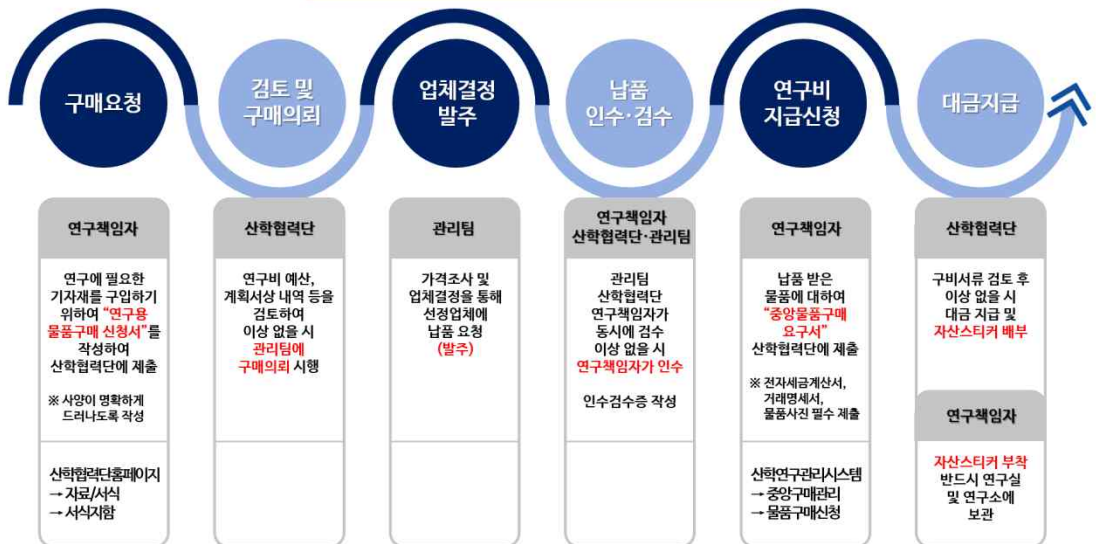 구매요청
검토 및
구매의뢰
업체결정
발주
납품
인수·검수
연구비
지급신청
대금지급
연구책임자
연구에 필요한
기자재를 구입하기
위하여 “연구용
물품구매 신청서”를
작성하여
산학협력단에 제출
※ 사양이 명확하게
드러나도록 작성
산학협력단홈페이지
→ 자료/서식
→ 서식지함
산학협력단
연구비 예산,
계획서상 내역 등을
검토하여
이상 없을 시
관리팀에
구매의뢰 시행
관리팀
가격조사 및
업체결정을 통해
선정업체에
납품 요청
(발주)
연구책임자
산학협력단·관리팀
관리팀
산학협력단
연구책임자가
동시에 검수
이상 없을 시
연구책임자가 인수
인수검수증 작성
연구책임자
납품 받은
물품에 대하여
“중앙물품구매
요구서”
산학협력단에 제출
※ 전자세금계산서,
거래명세서,
물품사진 필수 제출
산학연구관리시스템
→ 중앙구매관리
→ 물품구매신청
산학협력단
구비서류 검토 후
이상 없을 시
대금 지급 및
자산스티커 배부
연구책임자
자산스티커 부착
반드시 연구실
및 연구소에
보관